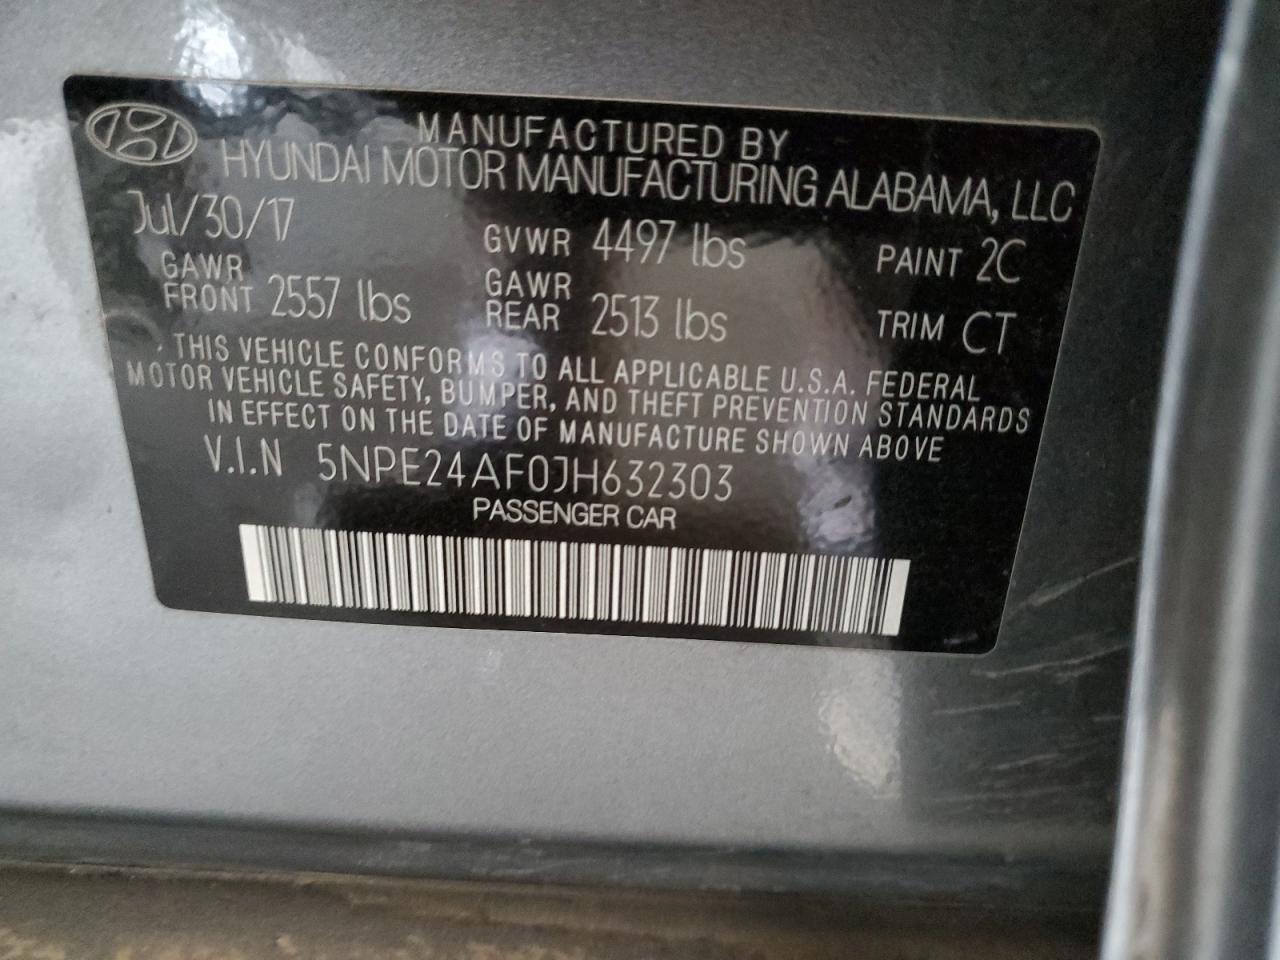 MANUFACTURED BY
HYUNDAI MOTOR MANUFACTURING ALABAMA, LLC
Jul/30/17
GVWR 4497 lbs
PAINT 2C
GAWR FRONT 2557 lbs
GAWR REAR 2513 lbs
TRIM CT
THIS VEHICLE CONFORMS TO ALL APPLICABLE U.S.A. FEDERAL
MOTOR VEHICLE SAFETY, BUMPER, AND THEFT PREVENTION STANDARDS
IN EFFECT ON THE DATE OF MANUFACTURE SHOWN ABOVE
V.I.N 5NPE24AF0JH632303
PASSENGER CAR